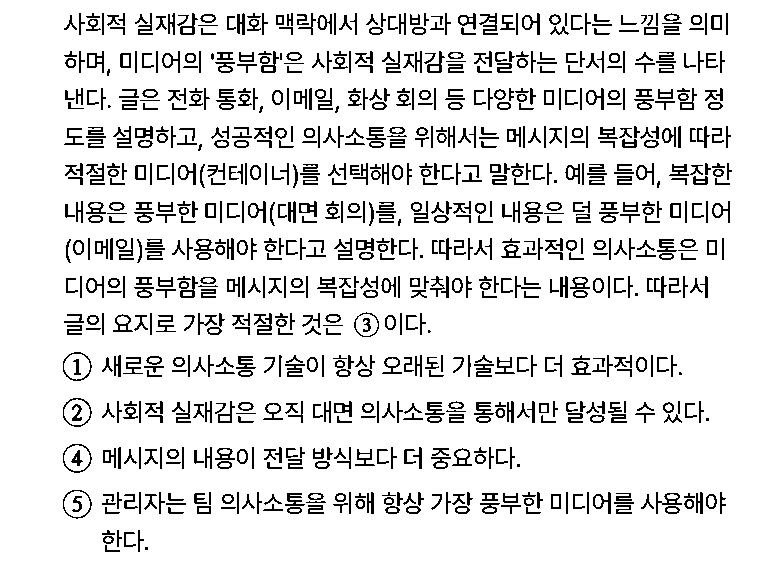 사회적 실재감은 대화 맥락에서 상대방과 연결되어 있다는 느낌을 의미
하며, 미디어의 '풍부함'은 사회적 실재감을 전달하는 단서의 수를 나타
낸다. 글은 전화 통화, 이메일, 화상 회의 등 다양한 미디어의 풍부함 정
도를 설명하고, 성공적인 의사소통을 위해서는 메시지의 복잡성에 따라
적절한 미디어(컨테이너)를 선택해야 한다고 말한다. 예를 들어, 복잡한
내용은 풍부한 미디어(대면 회의)를, 일상적인 내용은 덜 풍부한 미디어
(이메일)를 사용해야 한다고 설명한다. 따라서 효과적인 의사소통은 미
디어의 풍부함을 메시지의 복잡성에 맞춰야 한다는 내용이다. 따라서
글의 요지로 가장 적절한 것은 ③이다.
① 새로운 의사소통 기술이 항상 오래된 기술보다 더 효과적이다.
② 사회적 실재감은 오직 대면 의사소통을 통해서만 달성될 수 있다.
④ 메시지의 내용이 전달 방식보다 더 중요하다.
⑤ 관리자는 팀 의사소통을 위해 항상 가장 풍부한 미디어를 사용해야
한다.